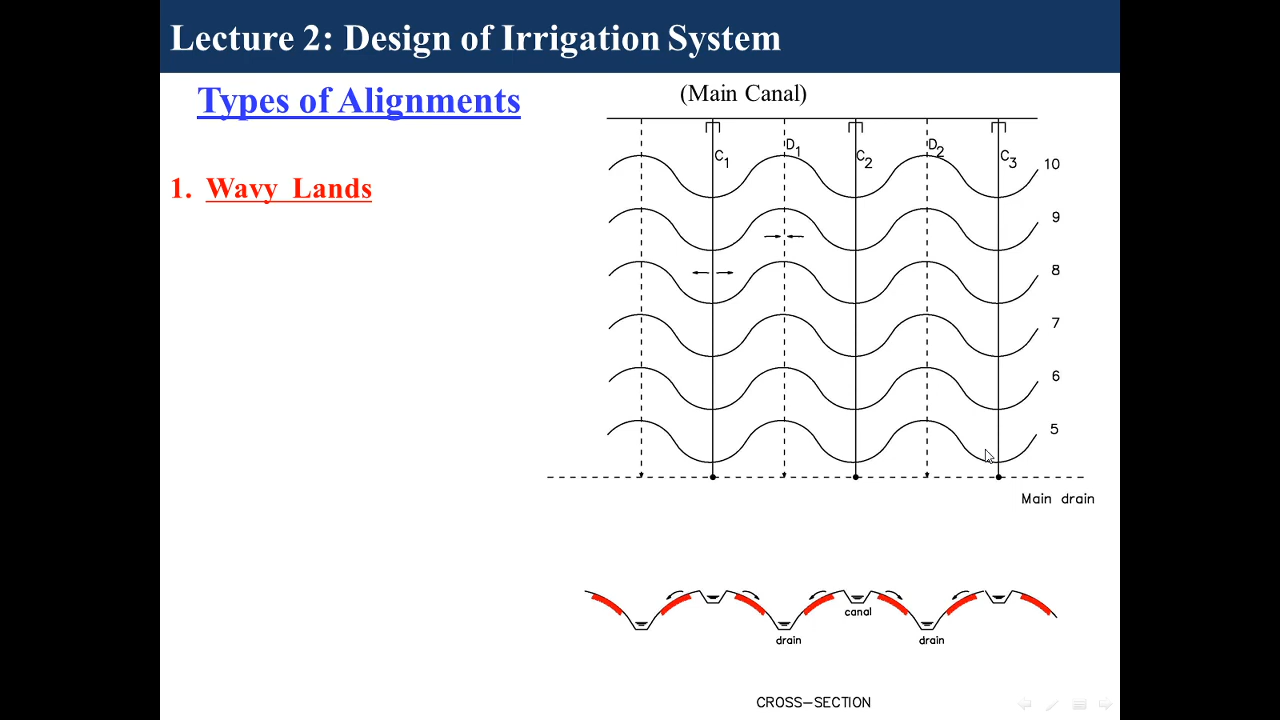 Lecture 2: Design of Irrigation System
Types of Alignments
(Main Canal)
1. Wavy Lands
C1 D1 C2 D2 C3
10
9
8
7
6
5
Main drain
canal
drain drain
CROSS-SECTION